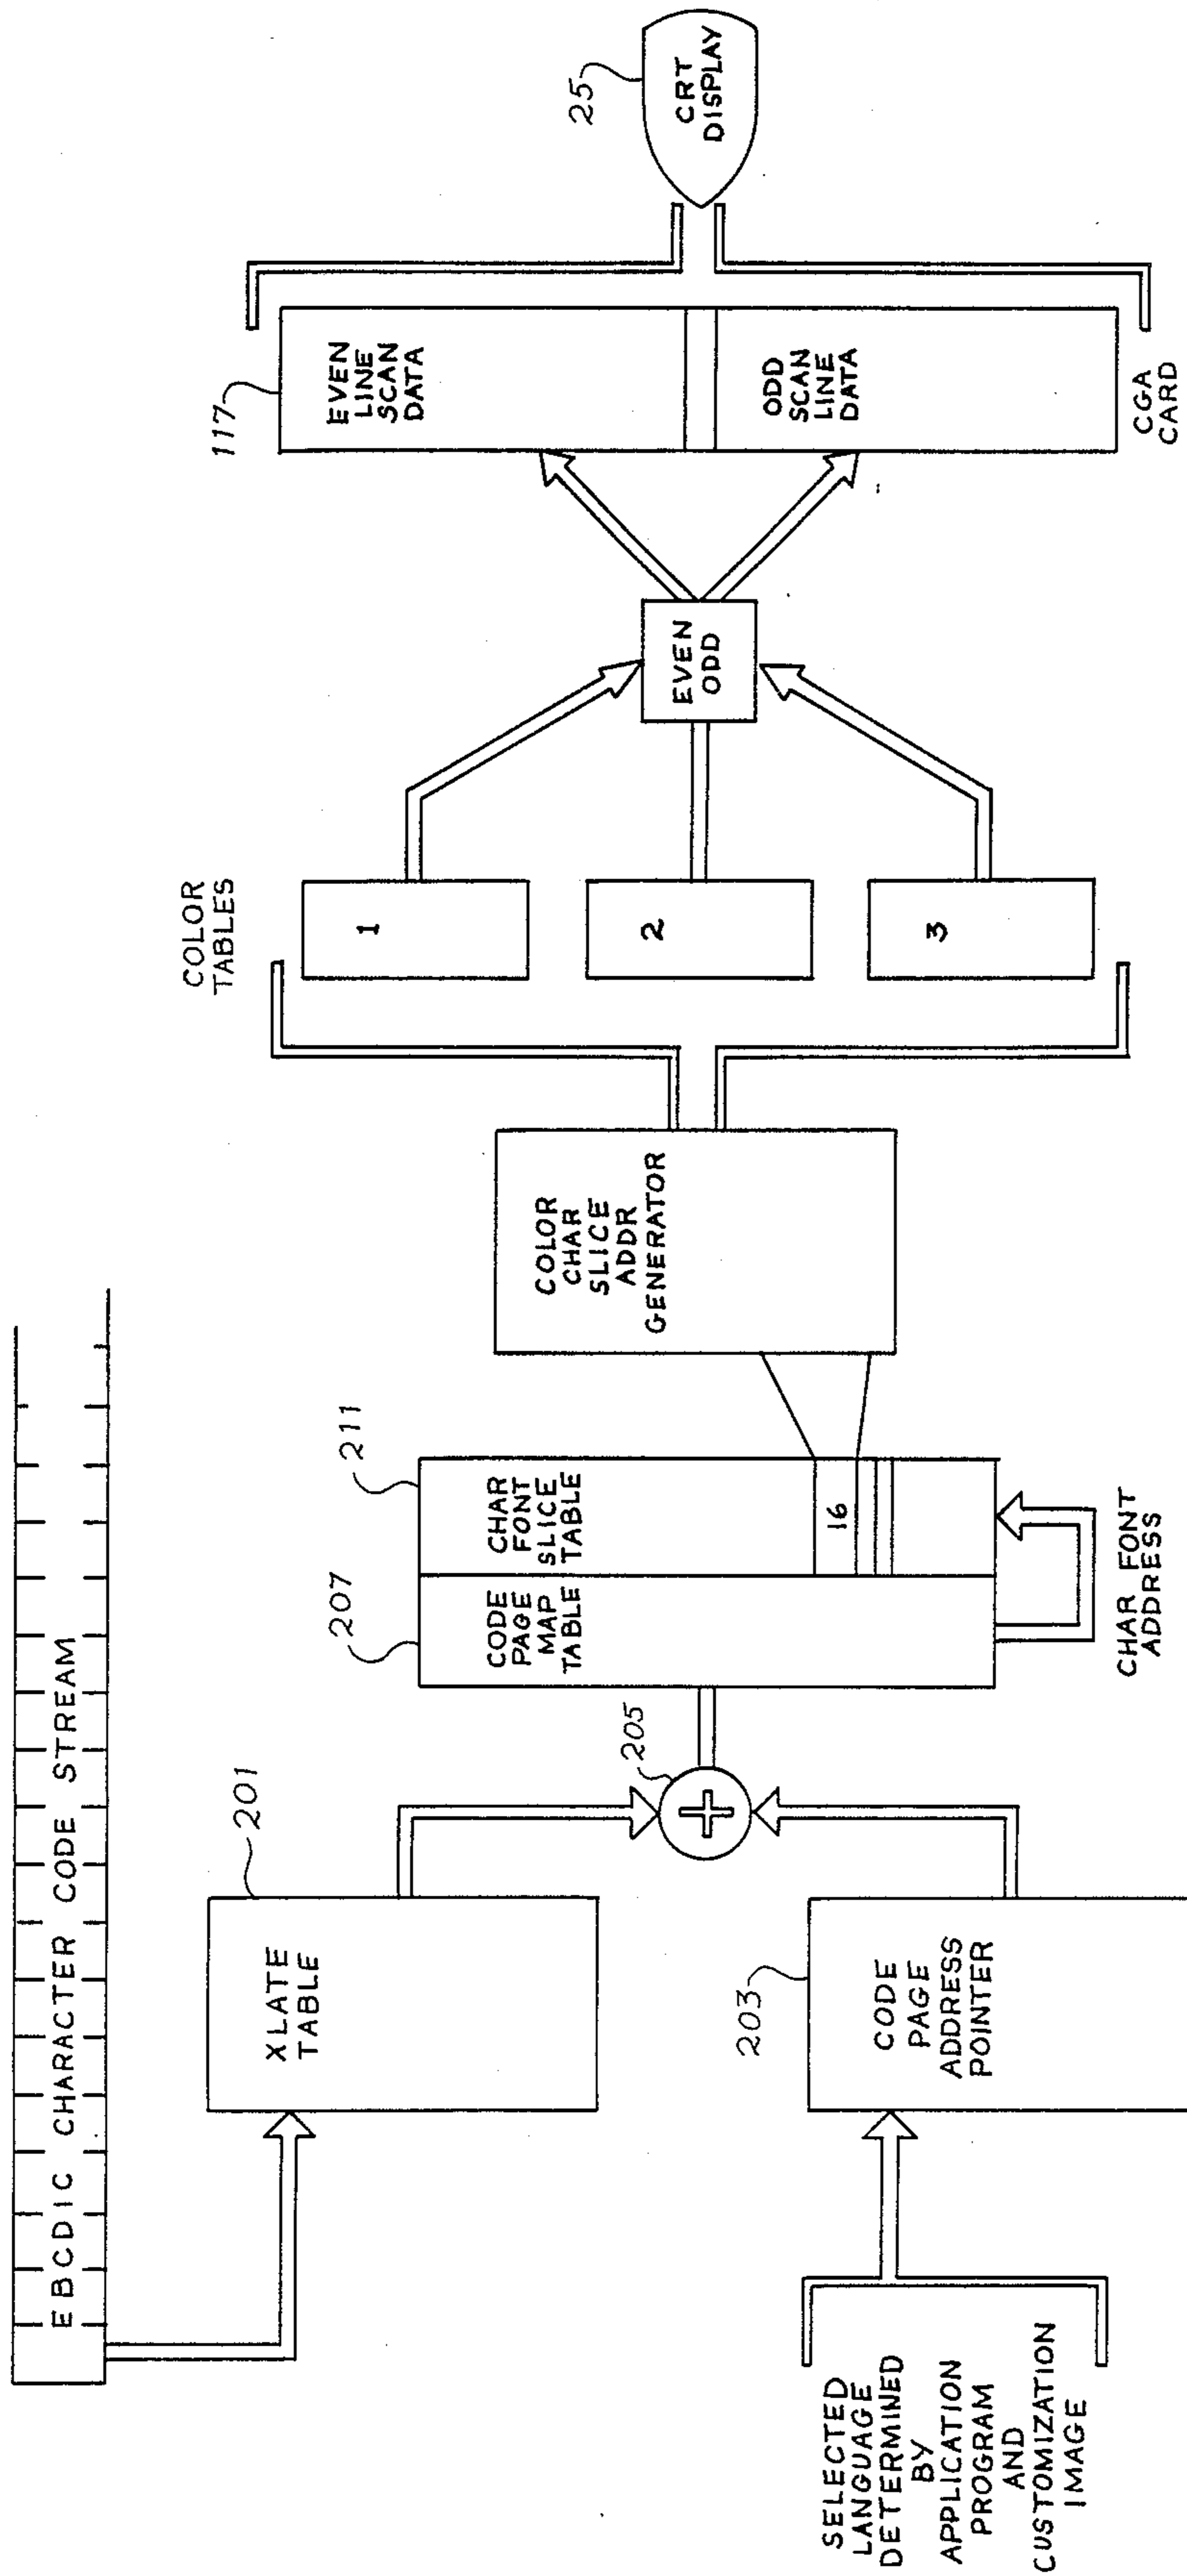 EBCDIC CHARACTER CODE STREAM
201
XLATE
TABLE
SELECTED
LANGUAGE
DETERMINED
BY
APPLICATION
PROGRAM
AND
CUSTOMIZATION
IMAGE
203
CODE
PAGE
ADDRESS
POINTER
205
+
207
CODE
PAGE
MAP
TABLE
211
CHAR
FONT
SLICE
TABLE
16
CHAR FONT
ADDRESS
COLOR
CHAR
SLICE
ADDR
GENERATOR
COLOR
TABLES
1
2
3
EVEN
ODD
117
EVEN
LINE
SCAN
DATA
ODD
SCAN
LINE
DATA
CGA
CARD
25
CRT
DISPLAY